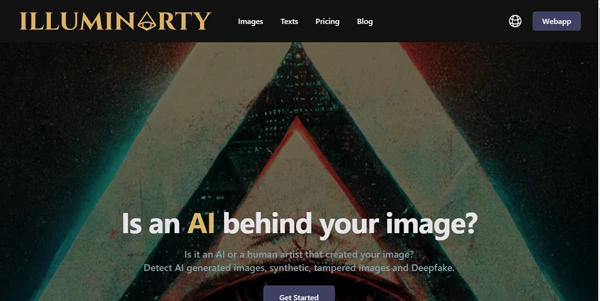 ILLUMINARTY
Images Texts Pricing Blog
Webapp
Is an AI behind your image?
Is it an AI or a human artist that created your image?
Detect AI generated images, synthetic, tampered images and Deepfake.
Get Started